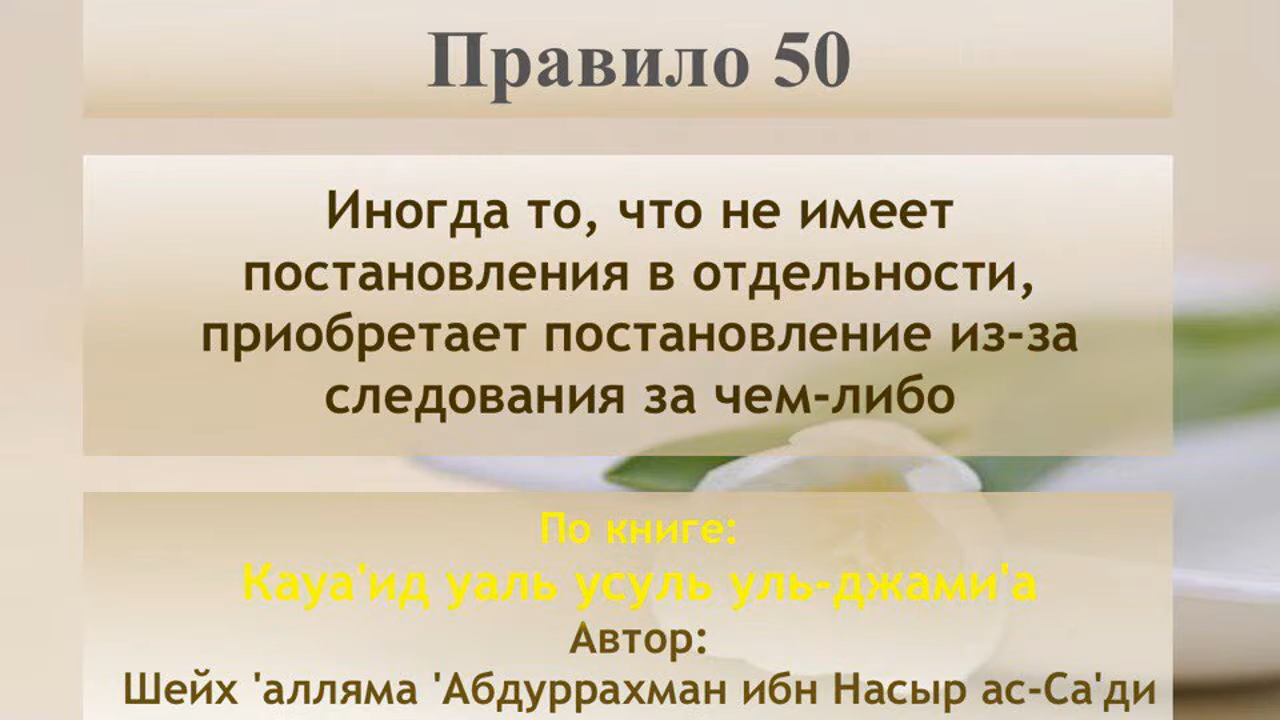 Правило 50
Иногда то, что не имеет
постановления в отдельности,
приобретает постановление из-за
следования за чем-либо
По книге:
Кауа'ид уаль усуль уль-джами'а
Автор:
Шейх 'алляма 'Абдуррахман ибн Насыр ас-Са'ди